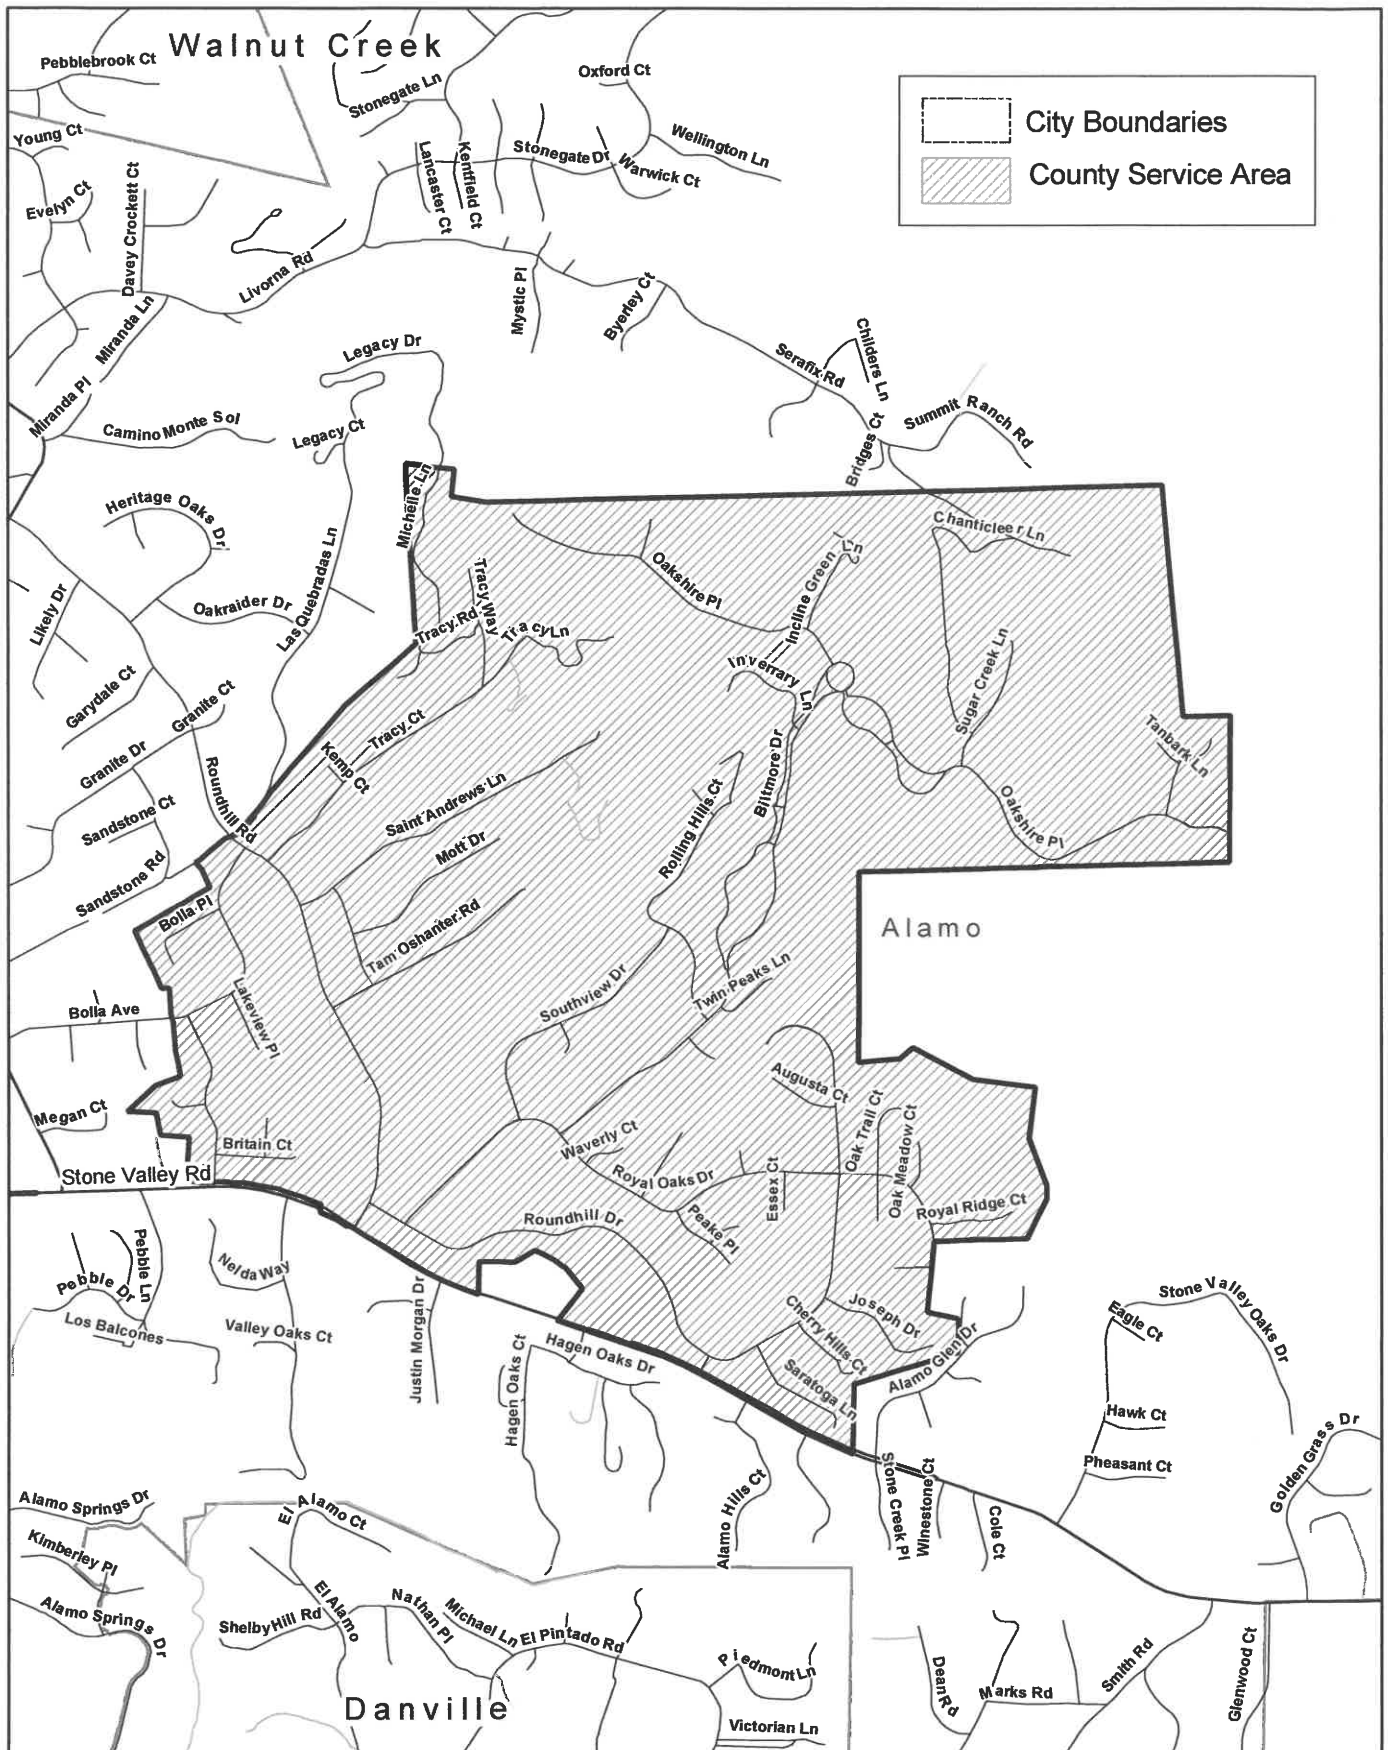 Walnut Creek
Pebblebrook Ct
Oxford Ct
Stonegate Ln
City Boundaries
County Service Area
Young Ct
Wellington Ln
Stonegate Dr
Warwick Ct
Lancaster Ct
Kentfield Ct
Evelyn Ct
Davey Crockett Ct
Livorna Rd
Mystic Pl
Byerley Ct
Miranda Ln
Legacy Dr
Serafix Rd
Childers Ln
Miranda Pl
Camino Monte Sol
Legacy Ct
Bridges Ct
Summit Ranch Rd
Michelle Ln
Heritage Oaks Dr
Chanticleer Ln
Las Quebradas Ln
Tracy Way
Oakshire Pl
Incline Green Ln
Likely Dr
Oakraider Dr
Tracy Rd
Tracy Ln
Inverrary Ln
Sugar Creek Ln
Garydale Ct
Granite Ct
Tracy Ct
Kemp Ct
Tanbark Ln
Granite Dr
Roundhill Rd
Biltmore Dr
Rolling Hills Ct
Saint Andrews Ln
Sandstone Ct
Oakshire Pl
Mott Dr
Sandstone Rd
Bolla Pl
Tam Oshanter Rd
Alamo
Twin Peaks Ln
Southview Dr
Lakeview Pl
Bolla Ave
Augusta Ct
Megan Ct
Oak Trail Ct
Oak Meadow Ct
Britain Ct
Waverly Ct
Stone Valley Rd
Royal Oaks Dr
Essex Ct
Royal Ridge Ct
Roundhill Dr
Peake Pl
Pebble Ln
Pebble Dr
Nelda Way
Los Balcones
Valley Oaks Ct
Justin Morgan Dr
Hagen Oaks Ct
Hagen Oaks Dr
Cherry Hills Ct
Joseph Dr
Saratoga Ln
Alamo Glen Dr
Eagle Ct
Stone Valley Oaks Dr
Hawk Ct
Pheasant Ct
Golden Grass Dr
Alamo Springs Dr
El Alamo Ct
Alamo Hills Ct
Stone Creek Pl
Winestone Ct
Cole Ct
Kimberley Pl
Alamo Springs Dr
Shelby Hill Rd
El Alamo
Nathan Pl
Michael Ln
El Pintado Rd
Piedmont Ln
Dean Rd
Marks Rd
Smith Rd
Glenwood Ct
Danville
Victorian Ln